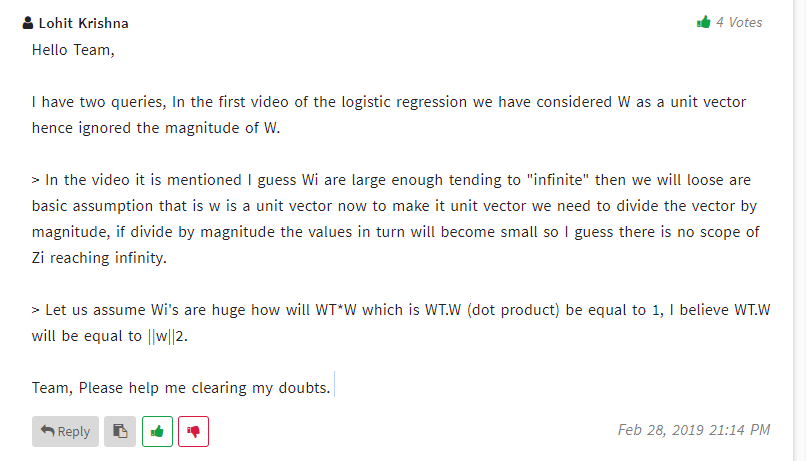 Lohit Krishna
4 Votes
Hello Team,
I have two queries, In the first video of the logistic regression we have considered W as a unit vector
hence ignored the magnitude of W.
> In the video it is mentioned I guess Wi are large enough tending to "infinite" then we will loose are
basic assumption that is w is a unit vector now to make it unit vector we need to divide the vector by
magnitude, if divide by magnitude the values in turn will become small so I guess there is no scope of
Zi reaching infinity.
> Let us assume Wi's are huge how will WT*W which is WT.W (dot product) be equal to 1, I believe WT.W
will be equal to ||w||2.
Team, Please help me clearing my doubts.
Reply
Feb 28, 2019 21:14 PM